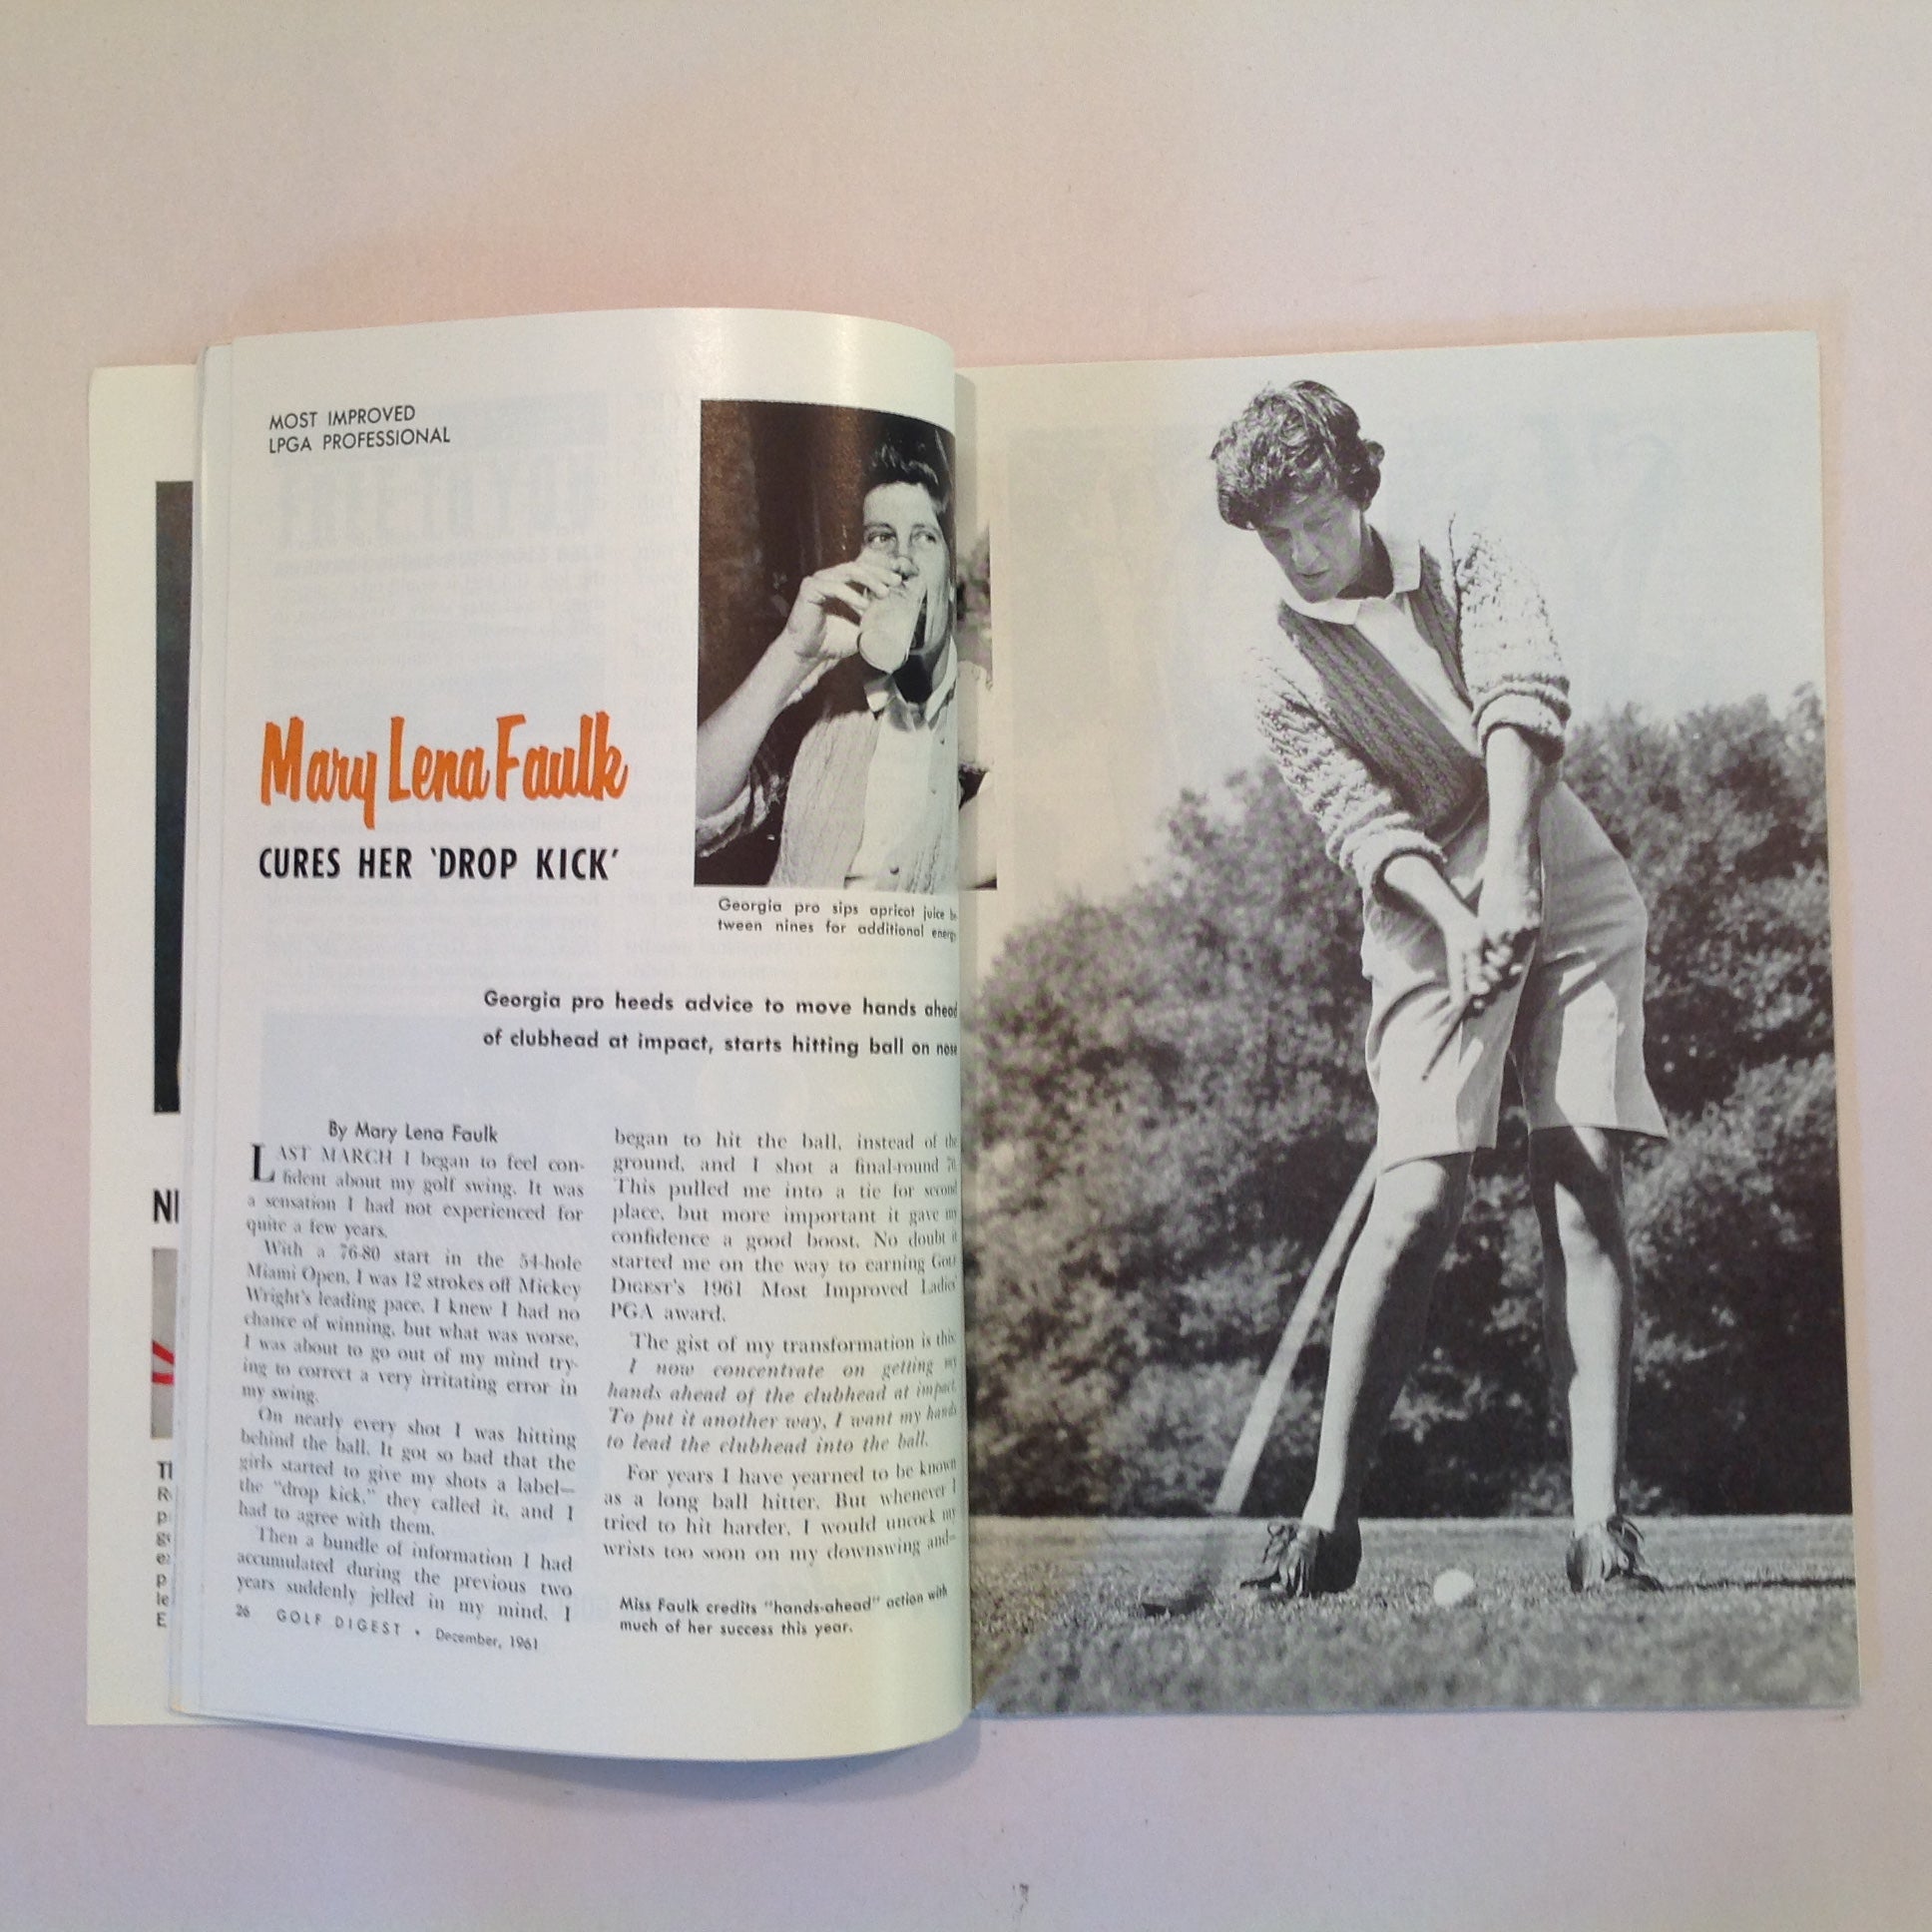 MOST IMPROVED
LPGA PROFESSIONAL
Mary Lena Faulk
CURES HER 'DROP KICK'
Georgia pro sips apricot juice
tween nines for additional energy
Georgia pro heeds advice to move hands ahead
of clubhead at impact, starts hitting ball on nose
By Mary Lena Faulk
LAST MARCH I began to feel con-
fident about my golf swing. It was
a sensation I had not experienced for
quite a few years.
With a 76-80 start in the 54-hole
Miami Open, I was 12 strokes off Mickey
Wright's leading pace. I knew I had no
chance of winning, but what was worse,
I was about to go out of my mind try-
ing to correct a very irritating error in
my swing.
On nearly every shot I was hitting
behind the ball. It got so bad that the
girls started to give my shots a label—
the "drop kick," they called it, and I
had to agree with them.
Then a bundle of information I had
accumulated during the previous two
years suddenly jelled in my mind. I
began to hit the ball, instead of the
ground, and I shot a final-round 70.
This pulled me into a tie for second
place, but more important it gave my
confidence a good boost. No doubt it
started me on the way to earning GOLF
DIGEST'S 1961 Most Improved Ladies'
PGA award.
The gist of my transformation is this:
I now concentrate on getting my
hands ahead of the clubhead at impact.
To put it another way, I want my hands
to lead the clubhead into the ball.
For years I have yearned to be known
as a long ball hitter. But whenever I
tried to hit harder, I would uncock my
wrists too soon on my downswing and—
Miss Faulk credits "hands-ahead" action with
much of her success this year.
26 GOLF DIGEST • December, 1961